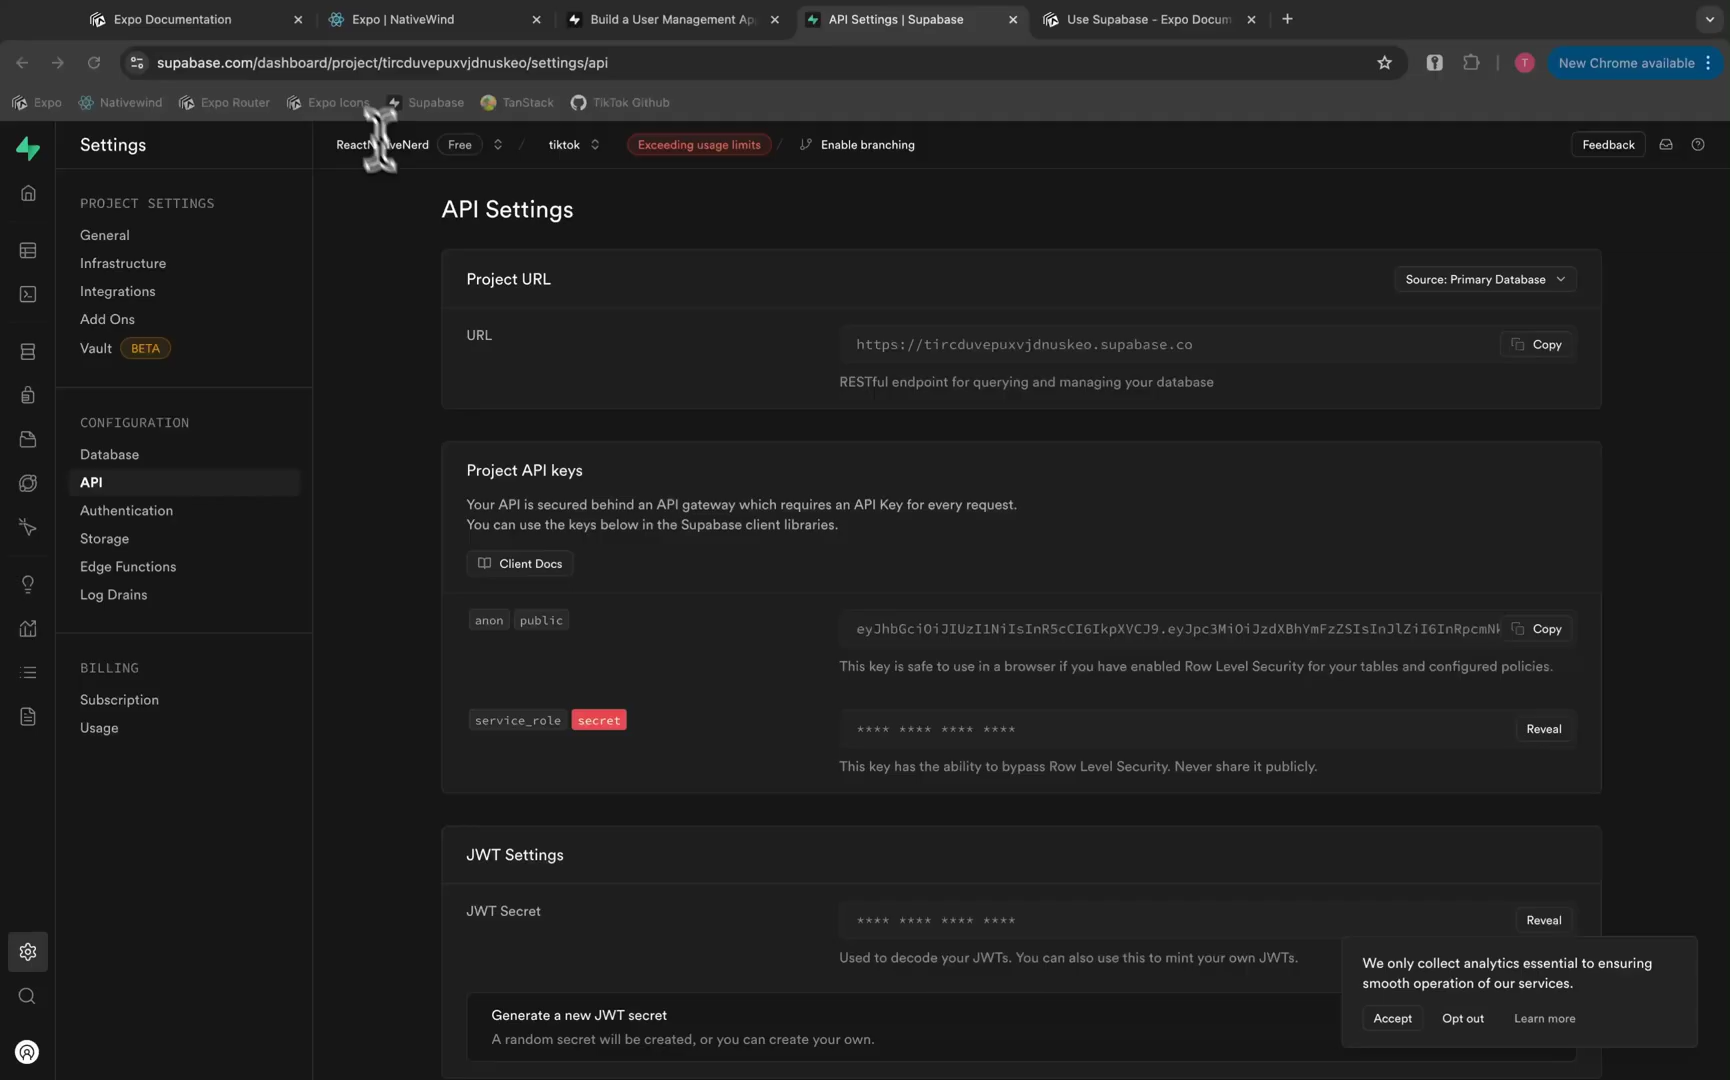 Expo Documentation
Expo | NativeWind
Build a User Management Ap
API Settings | Supabase
Use Supabase - Expo Docum
supabase.com/dashboard/project/tircduvepuxvjdnuskeo/settings/api
T
New Chrome available
Expo
Nativewind
Expo Router
Expo Icons
Supabase
TanStack
TikTok Github
Settings
Free
/
tiktok
Exceeding usage limits
/
Enable branching
Feedback
PROJECT SETTINGS
General
Infrastructure
Integrations
Add Ons
Vault BETA
CONFIGURATION
Database
API
Authentication
Storage
Edge Functions
Log Drains
BILLING
Subscription
Usage
API Settings
Project URL
Source: Primary Database
URL
https://tircduvepuxvjdnuskeo.supabase.co
Copy
RESTful endpoint for querying and managing your database
Project API keys
Your API is secured behind an API gateway which requires an API Key for every request.
You can use the keys below in the Supabase client libraries.
Client Docs
anon public
eyJhbGciOiJIUzI1NiIsInR5cCI6IkpXVCJ9.eyJpc3MiOiJzdXBhYmFzZSIsInJlZiI6InRpcmNk
Copy
This key is safe to use in a browser if you have enabled Row Level Security for your tables and configured policies.
service_role secret
**** **** **** ****
Reveal
This key has the ability to bypass Row Level Security. Never share it publicly.
JWT Settings
JWT Secret
**** **** **** ****
Reveal
Used to decode your JWTs. You can also use this to mint your own JWTs.
Generate a new JWT secret
A random secret will be created, or you can create your own.
We only collect analytics essential to ensuring
smooth operation of our services.
Accept
Opt out
Learn more